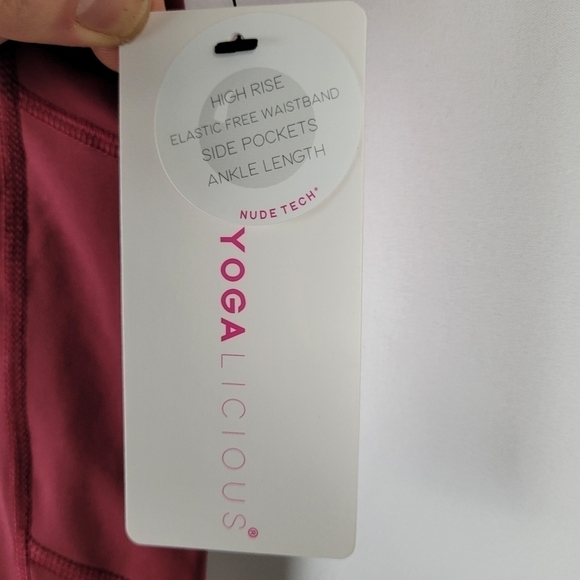 HIGH RISE
ELASTIC FREE WAISTBAND
SIDE POCKETS
ANKLE LENGTH
NUDE TECH®
YOGALICIOUS®